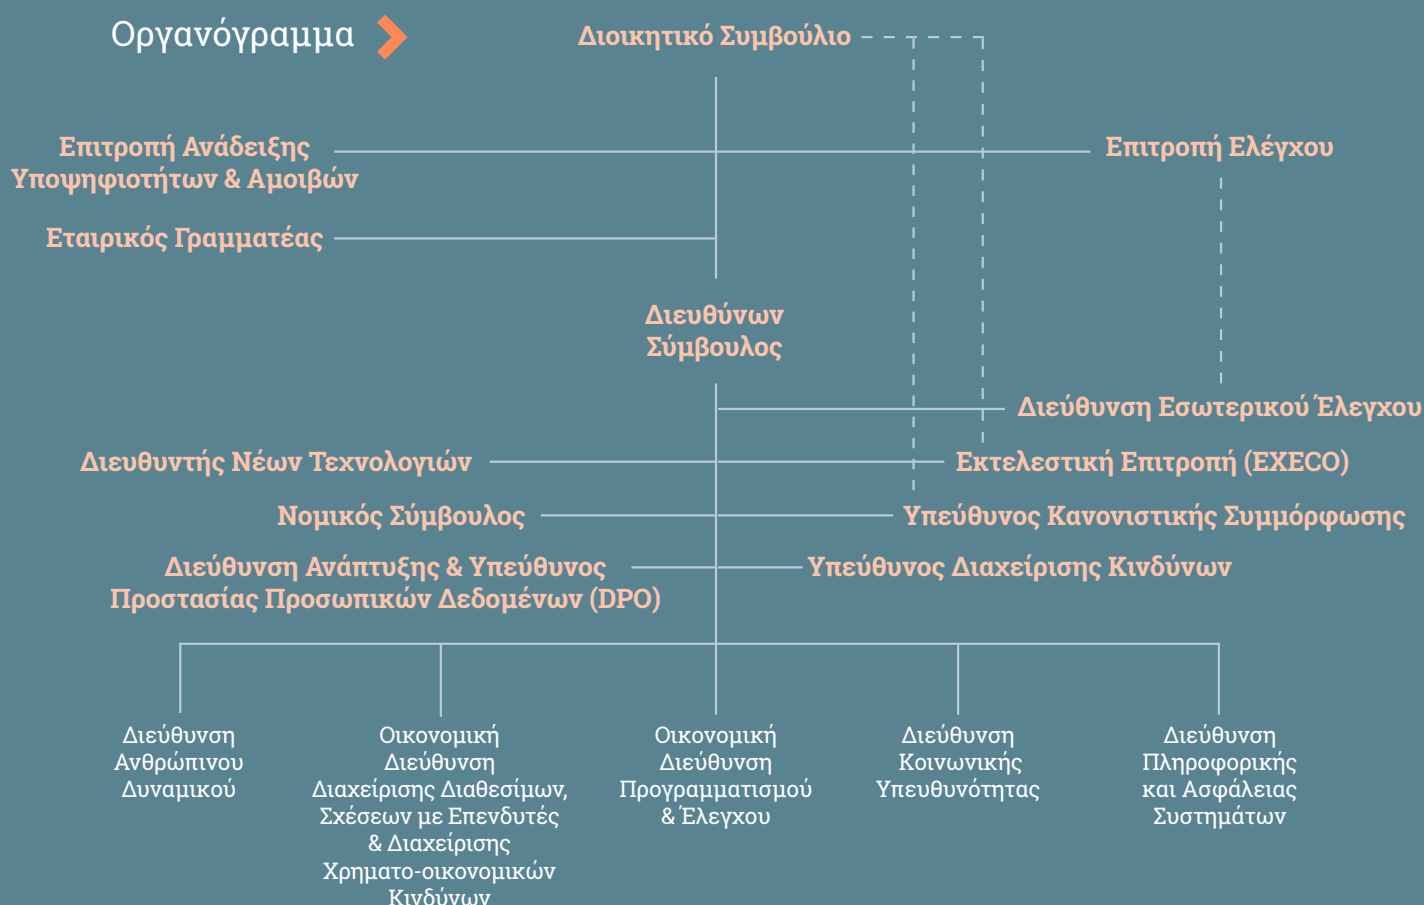 Οργανόγραμμα
Διοικητικό Συμβούλιο
Επιτροπή Ανάδειξης
Υποψηφιοτήτων & Αμοιβών
Επιτροπή Ελέγχου
Εταιρικός Γραμματέας
Διευθύνων
Σύμβουλος
Διεύθυνση Εσωτερικού Έλεγχου
Διευθυντής Νέων Τεχνολογιών
Εκτελεστική Επιτροπή (EXECO)
Νομικός Σύμβουλος
Υπεύθυνος Κανονιστικής Συμμόρφωσης
Διεύθυνση Ανάπτυξης & Υπεύθυνος
Προστασίας Προσωπικών Δεδομένων (DPO)
Υπεύθυνος Διαχείρισης Κινδύνων
Διεύθυνση
Ανθρώπινου
Δυναμικού
Οικονομική
Διεύθυνση
Διαχείρισης Διαθεσίμων,
Σχέσεων με Επενδυτές
& Διαχείρισης
Χρηματο-οικονομικών
Κινδύνων
Οικονομική
Διεύθυνση
Προγραμματισμού
& Έλεγχου
Διεύθυνση
Κοινωνικής
Υπευθυνότητας
Διεύθυνση
Πληροφορικής
και Ασφάλειας
Συστημάτων